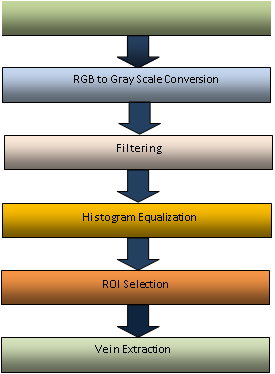 RGB to Gray Scale Conversion
Filtering
Histogram Equalization
ROI Selection
Vein Extraction